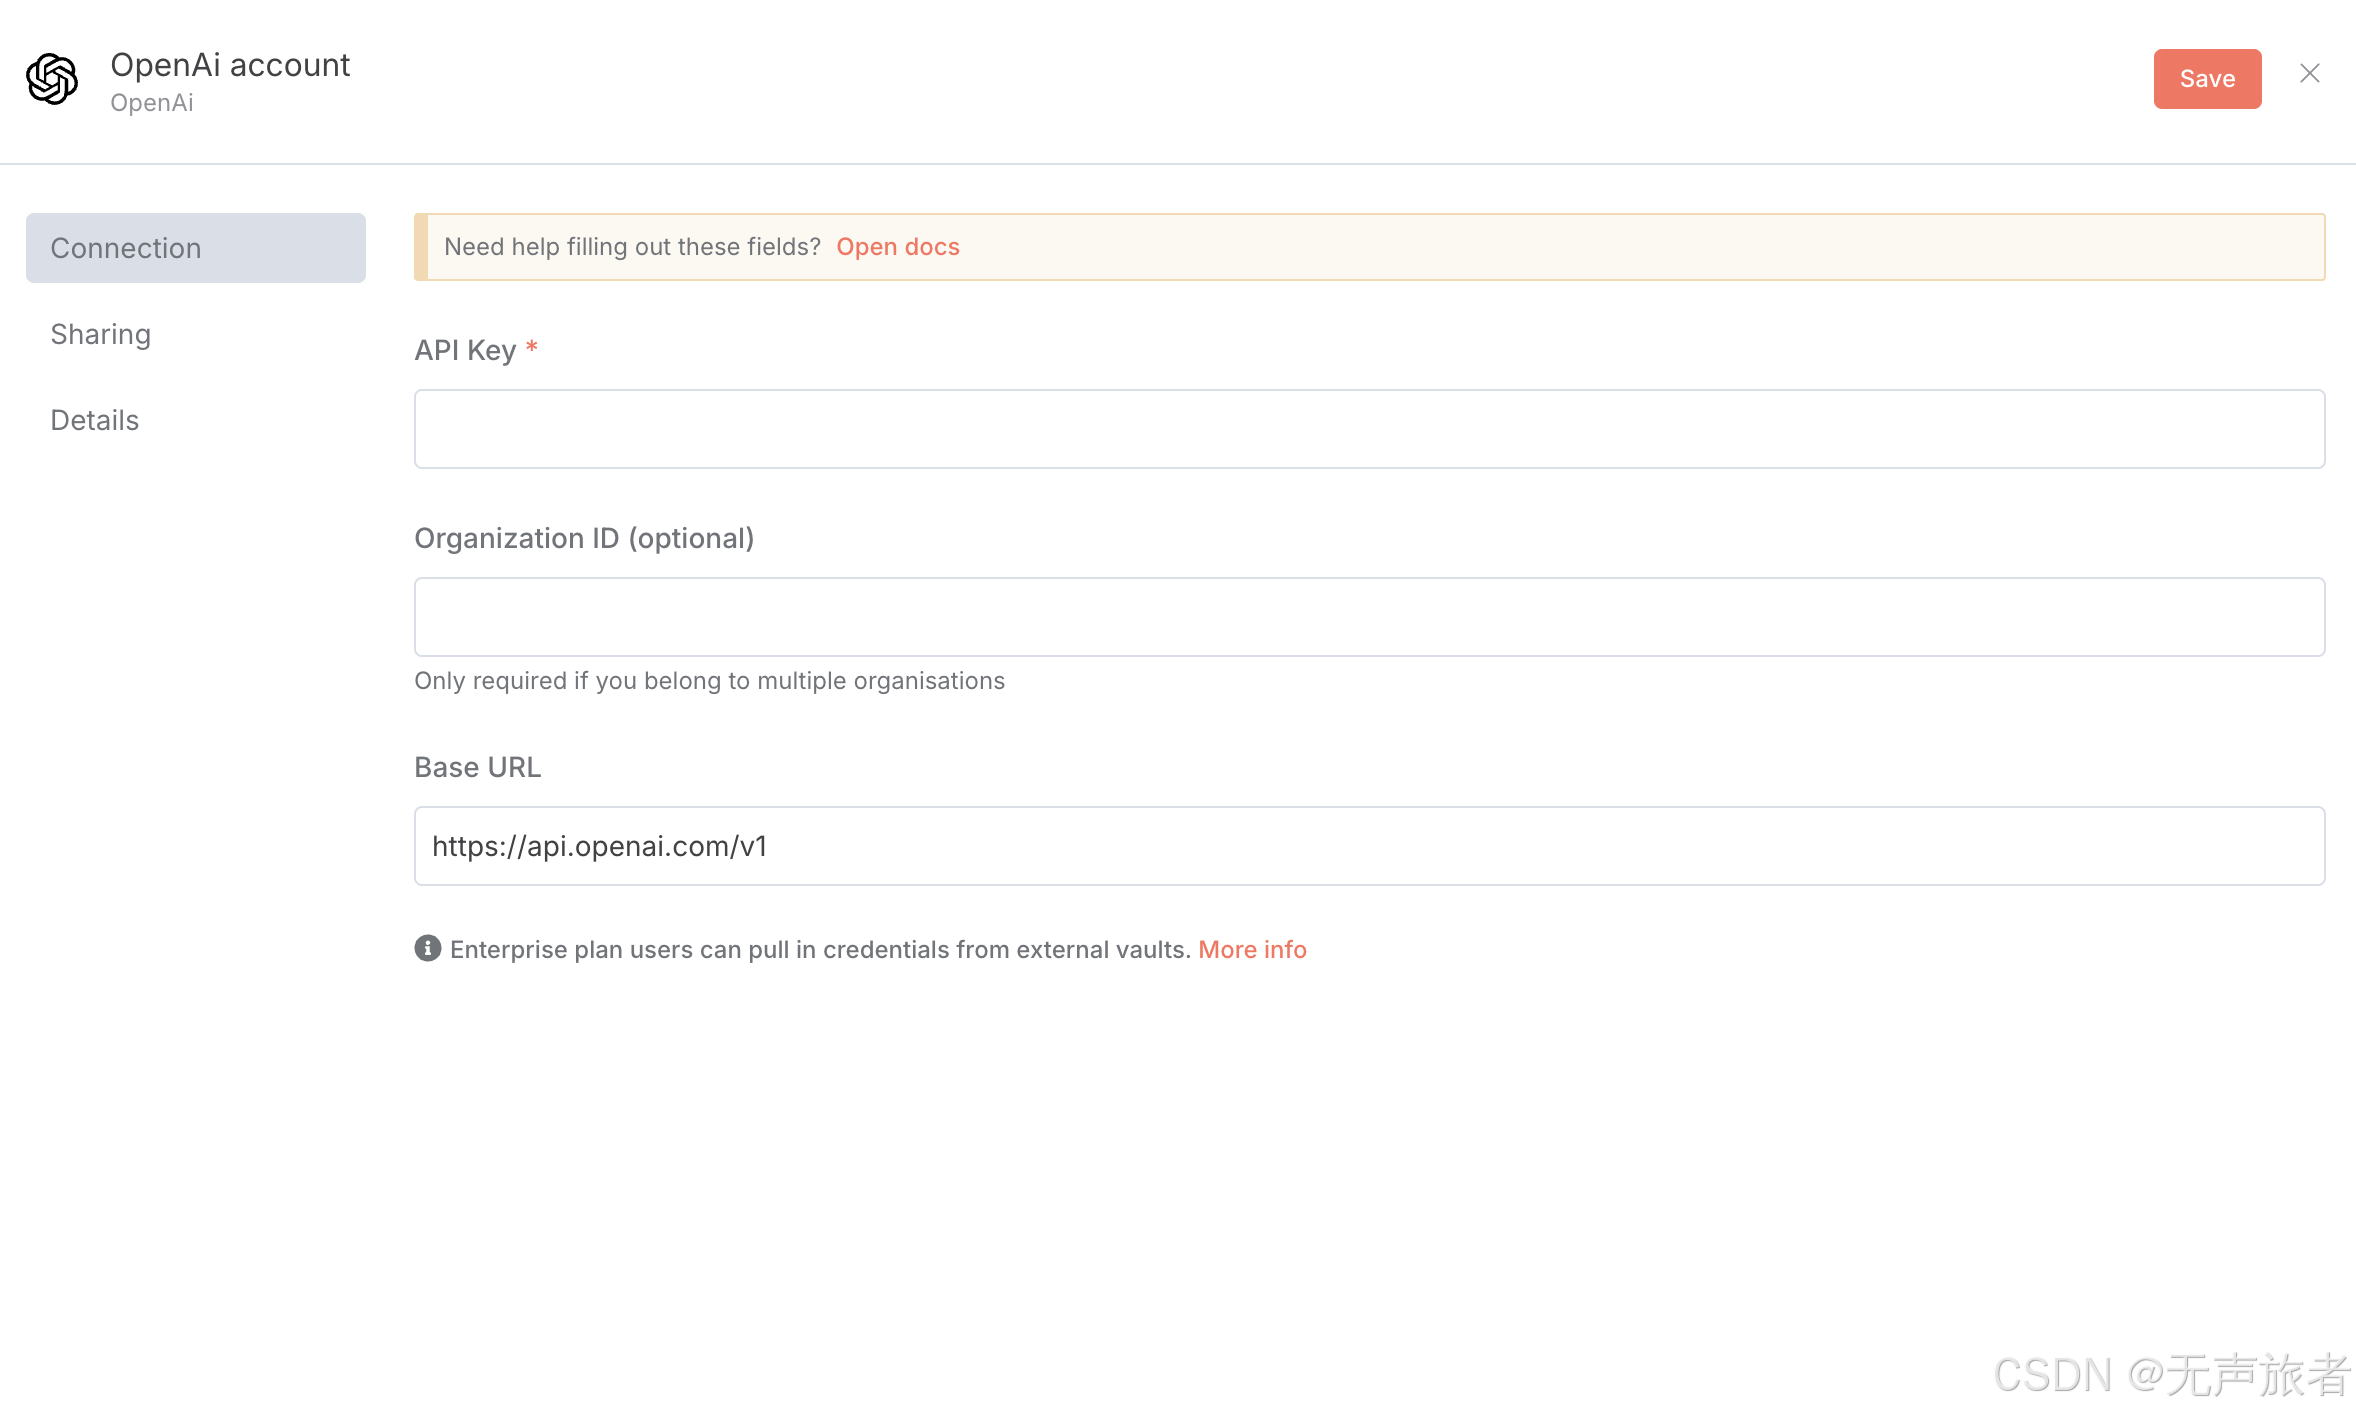 OpenAi account
OpenAi
Save
Connection
Sharing
Details
Need help filling out these fields? Open docs
API Key *
Organization ID (optional)
Only required if you belong to multiple organisations
Base URL
https://api.openai.com/v1
Enterprise plan users can pull in credentials from external vaults. More info
CSDN @无声旅者